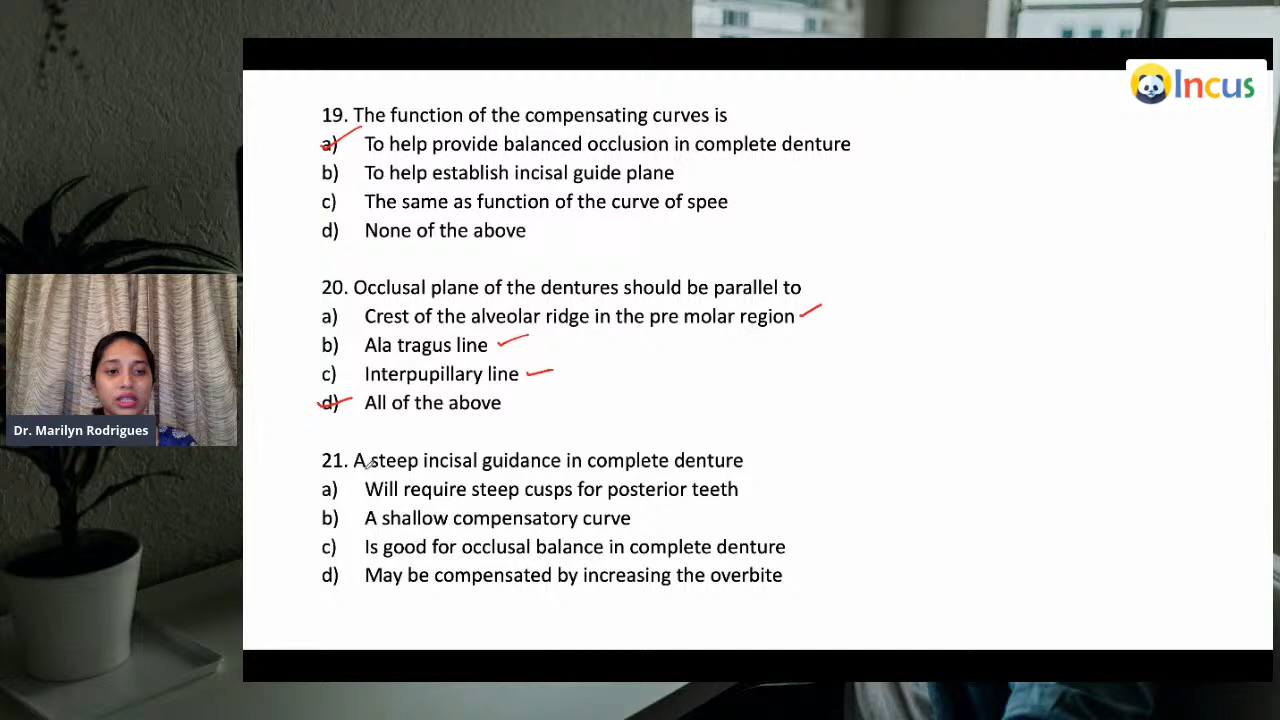 Incus
19. The function of the compensating curves is
a) To help provide balanced occlusion in complete denture
b) To help establish incisal guide plane
c) The same as function of the curve of spee
d) None of the above
20. Occlusal plane of the dentures should be parallel to
a) Crest of the alveolar ridge in the pre molar region
b) Ala tragus line
c) Interpupillary line
d) All of the above
Dr. Marilyn Rodrigues
21. A steep incisal guidance in complete denture
a) Will require steep cusps for posterior teeth
b) A shallow compensatory curve
c) Is good for occlusal balance in complete denture
d) May be compensated by increasing the overbite